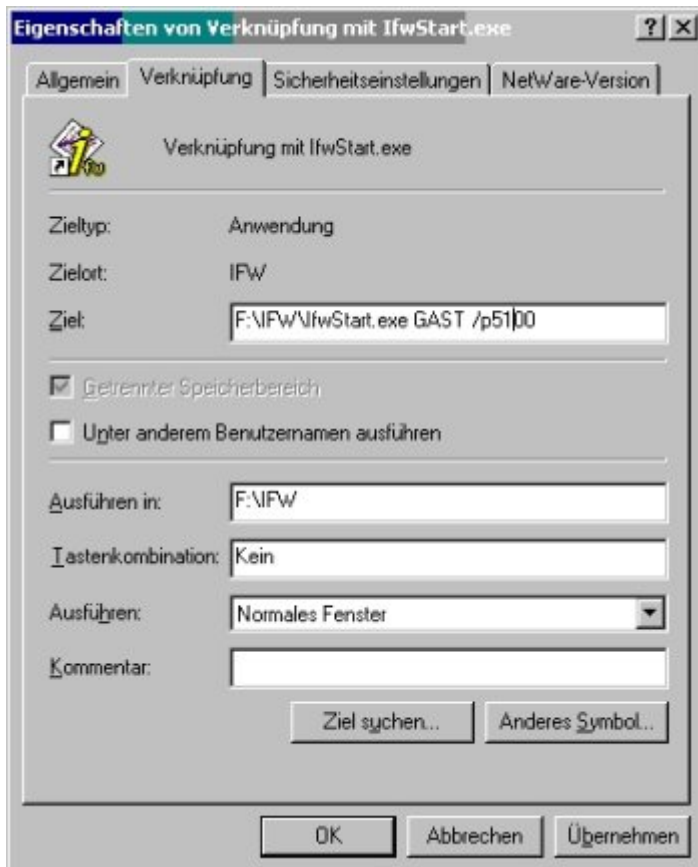 Eigenschaften von Verknüpfung mit IfwStart.exe
Allgemein Verknüpfung Sicherheitseinstellungen NetWare-Version
ifw
Verknüpfung mit IfwStart.exe
Zieltyp: Anwendung
Zielort: IFW
Ziel: F:\IFW\IfwStart.exe GAST /p5100
Getrennter Speicherbereich
Unter anderem Benutzernamen ausführen
Ausführen in: F:\IFW
Tastenkombination: Kein
Ausführen: Normales Fenster
Kommentar:
Ziel suchen... Anderes Symbol...
OK Abbrechen Übernehmen